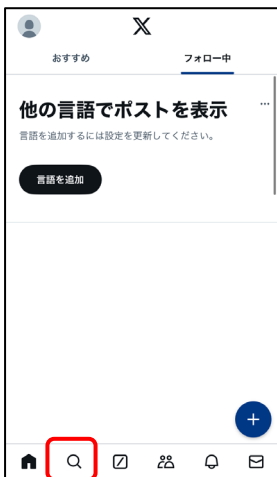 おすすめ
フォロー中
他の言語でポストを表示
言語を追加するには設定を更新してください。
言語を追加